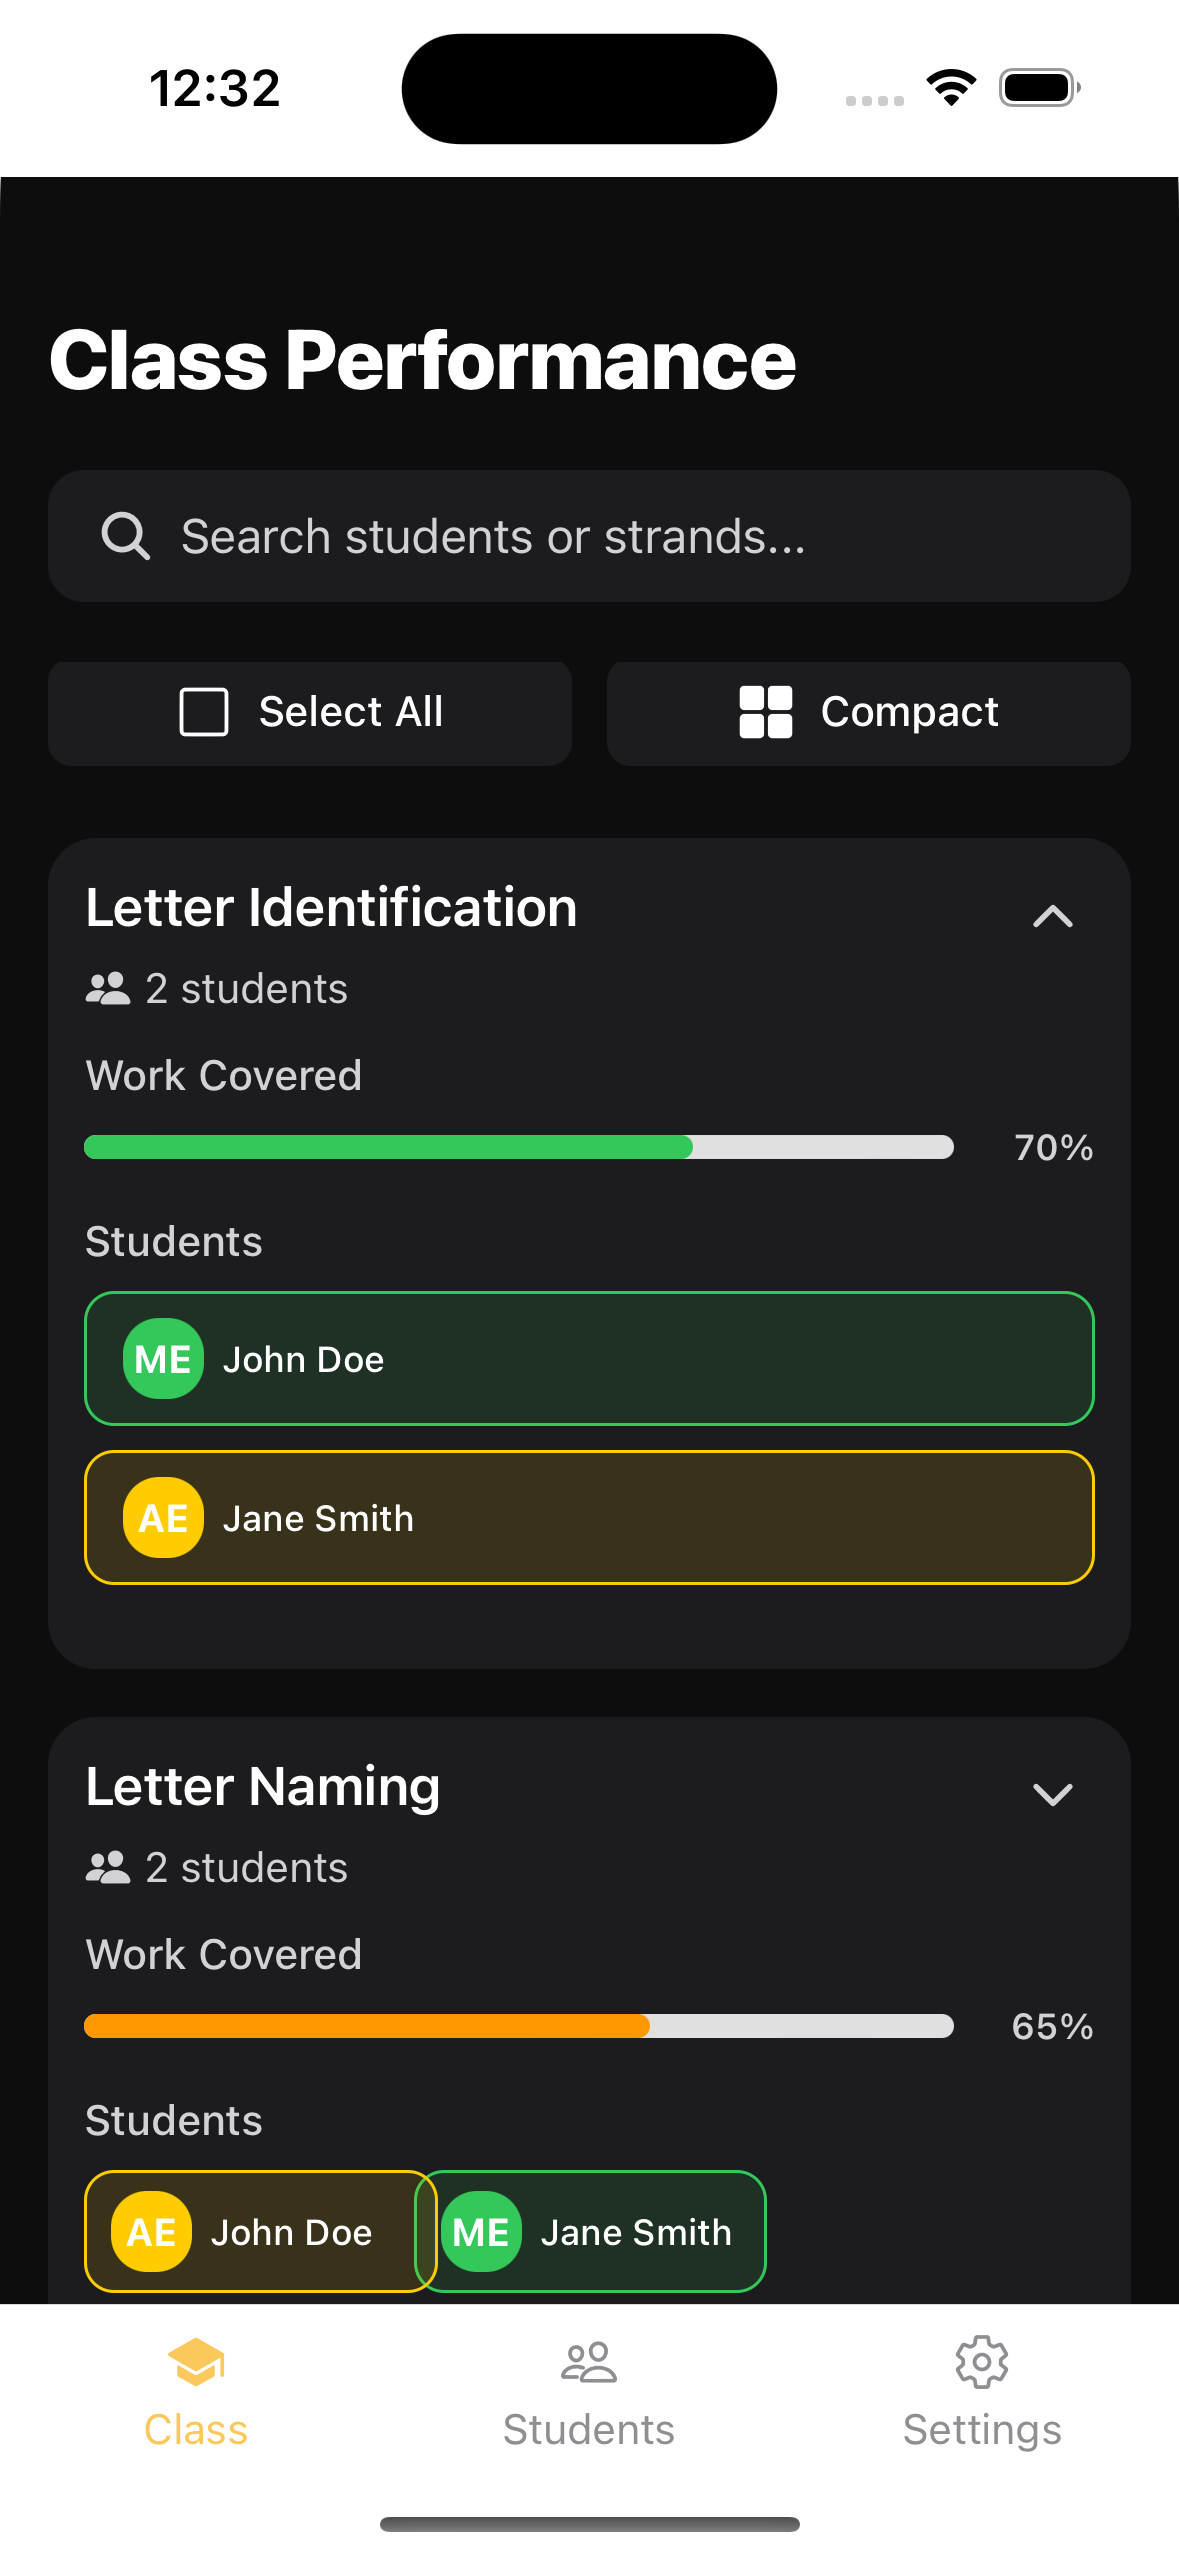 12:32
Class Performance
Search students or strands...
Select All
Compact
Letter Identification
2 students
Work Covered
70%
Students
ME John Doe
AE Jane Smith
Letter Naming
2 students
Work Covered
65%
Students
AE John Doe
ME Jane Smith
Class
Students
Settings